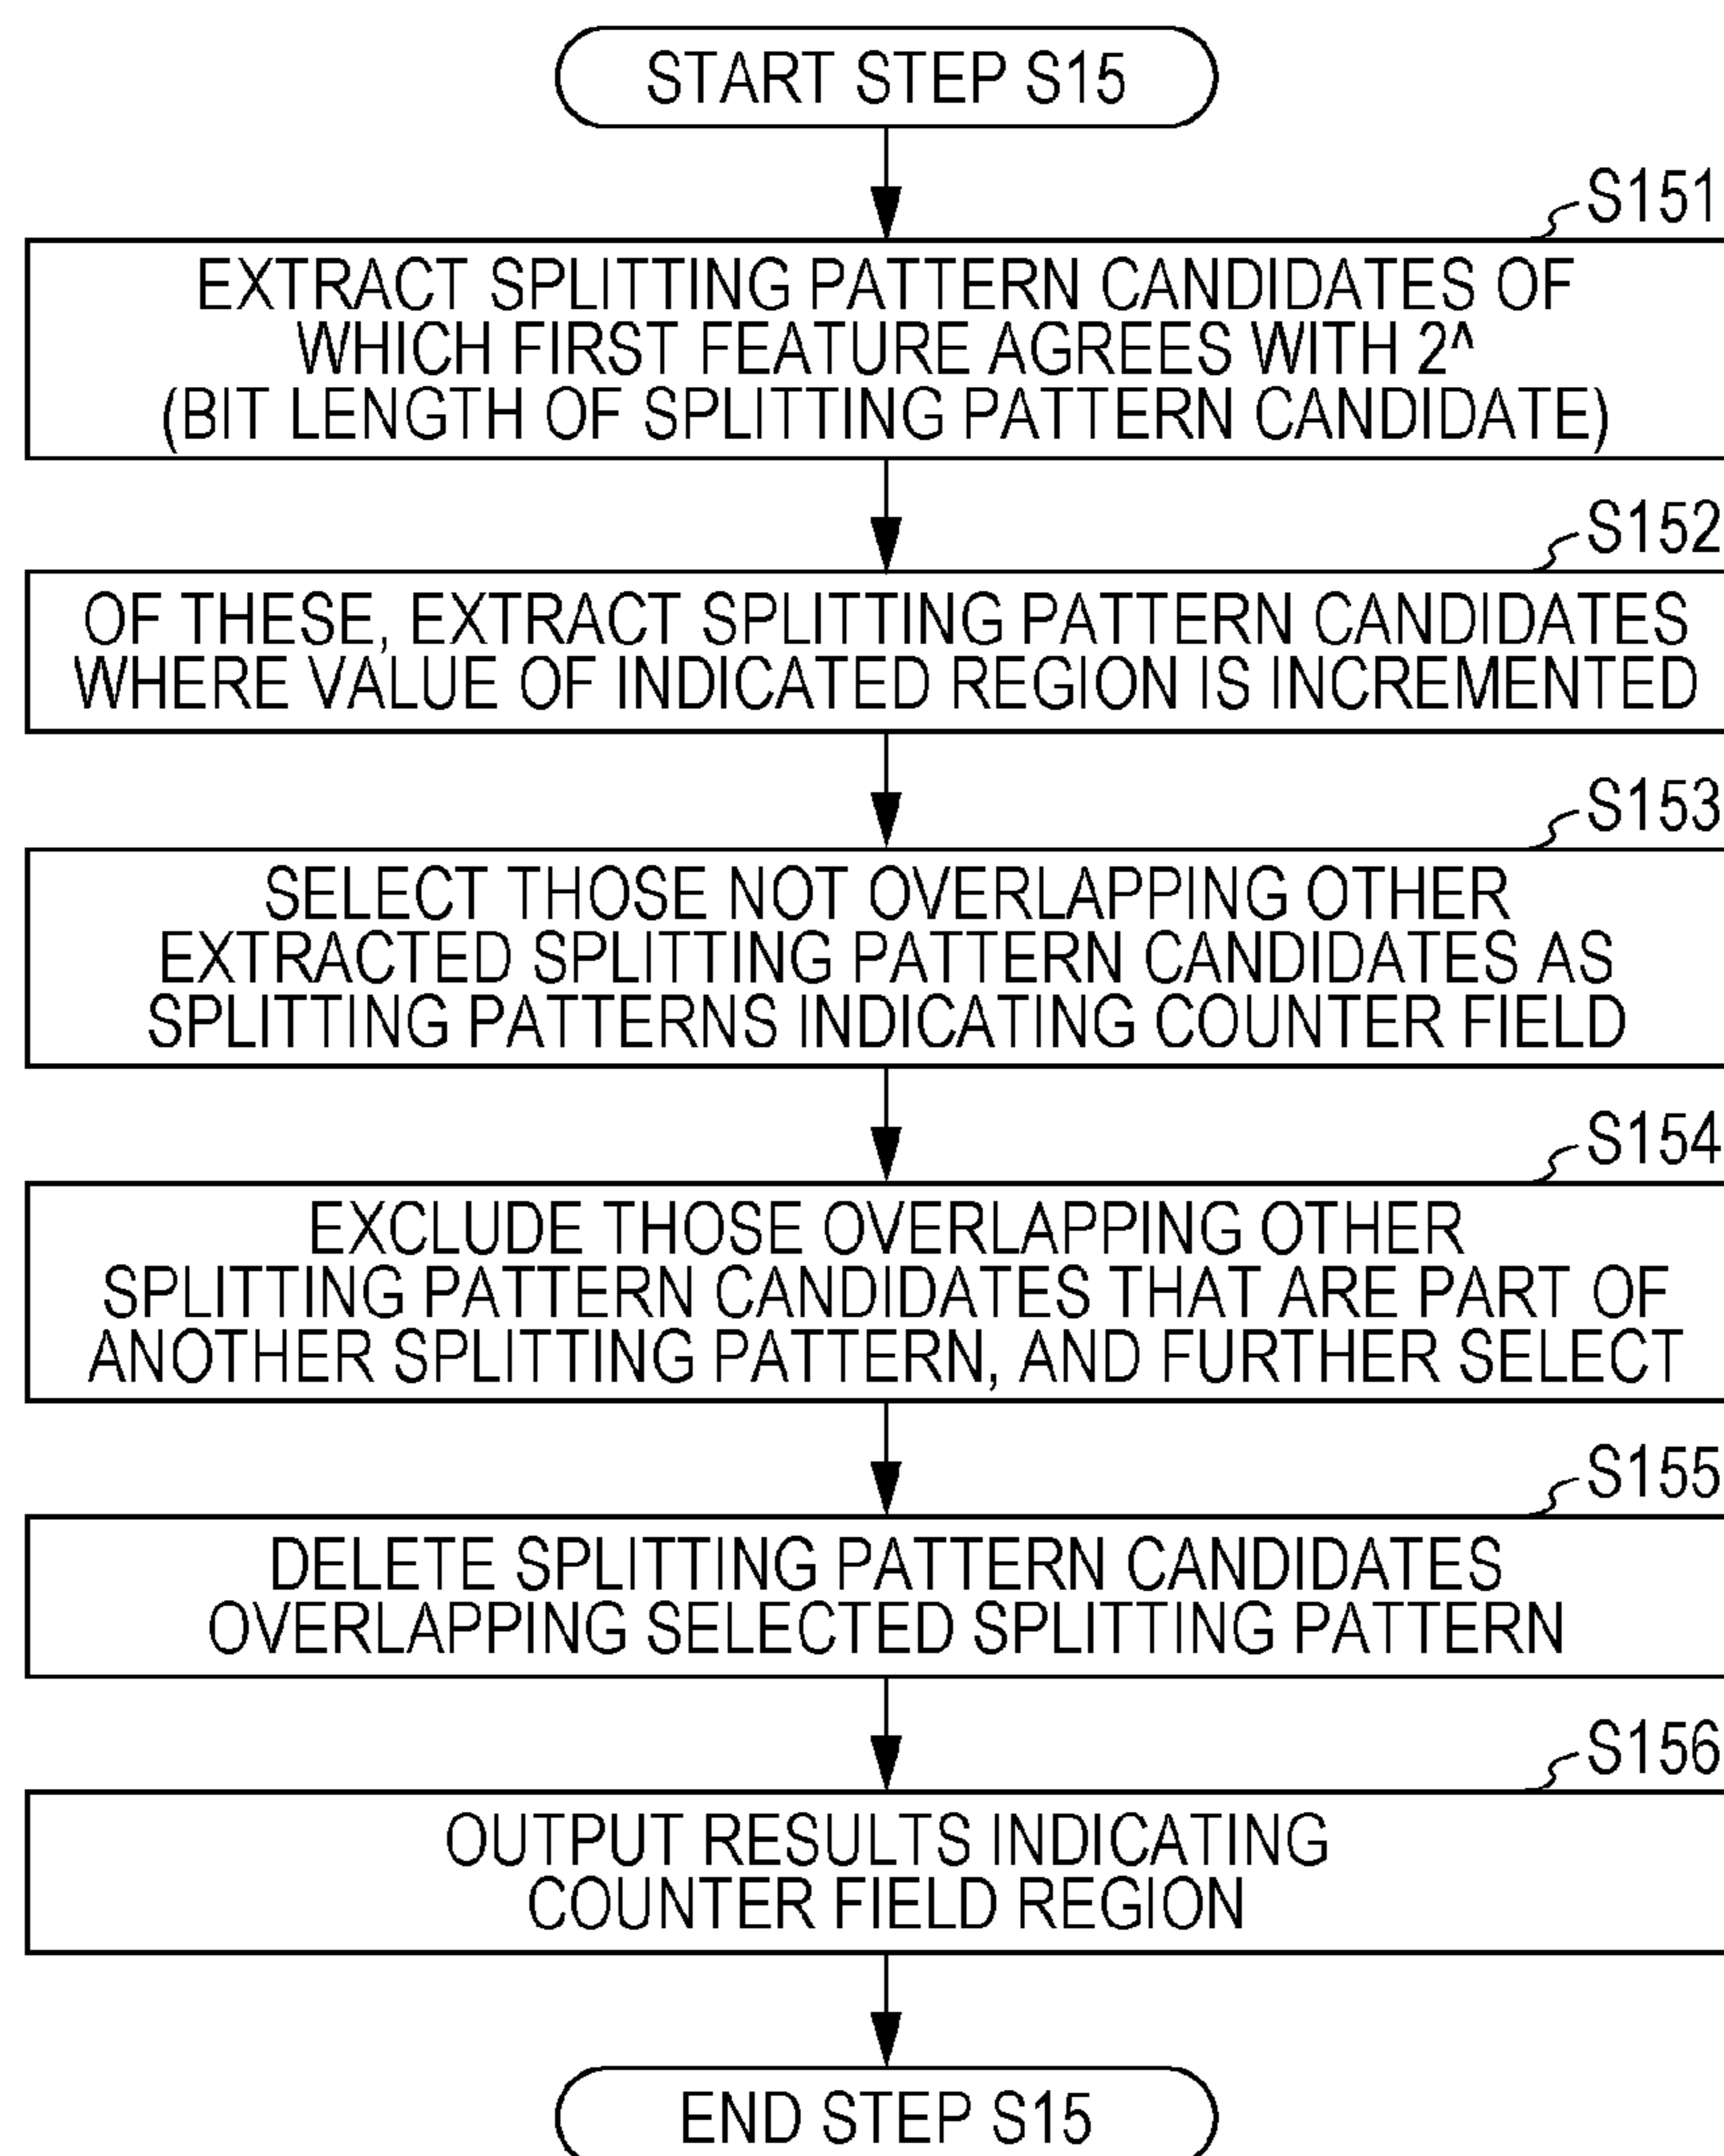 START STEP S15
S151
EXTRACT SPLITTING PATTERN CANDIDATES OF
WHICH FIRST FEATURE AGREES WITH 2^
(BIT LENGTH OF SPLITTING PATTERN CANDIDATE)
S152
OF THESE, EXTRACT SPLITTING PATTERN CANDIDATES
WHERE VALUE OF INDICATED REGION IS INCREMENTED
S153
SELECT THOSE NOT OVERLAPPING OTHER
EXTRACTED SPLITTING PATTERN CANDIDATES AS
SPLITTING PATTERNS INDICATING COUNTER FIELD
S154
EXCLUDE THOSE OVERLAPPING OTHER
SPLITTING PATTERN CANDIDATES THAT ARE PART OF
ANOTHER SPLITTING PATTERN, AND FURTHER SELECT
S155
DELETE SPLITTING PATTERN CANDIDATES
OVERLAPPING SELECTED SPLITTING PATTERN
S156
OUTPUT RESULTS INDICATING
COUNTER FIELD REGION
END STEP S15